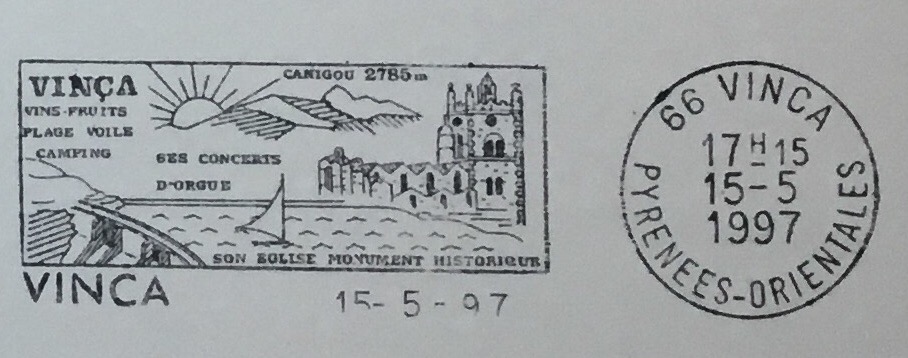 VINÇA
VINS-FRUITS
PLAGE VOILE
CAMPING
CANIGOU 2785m
SES CONCERTS
D'ORGUE
SON EGLISE MONUMENT HISTORIQUE
VINCA
15-5-97
66 VINCA
17H15
15-5
1997
PYRENEES-ORIENTALES